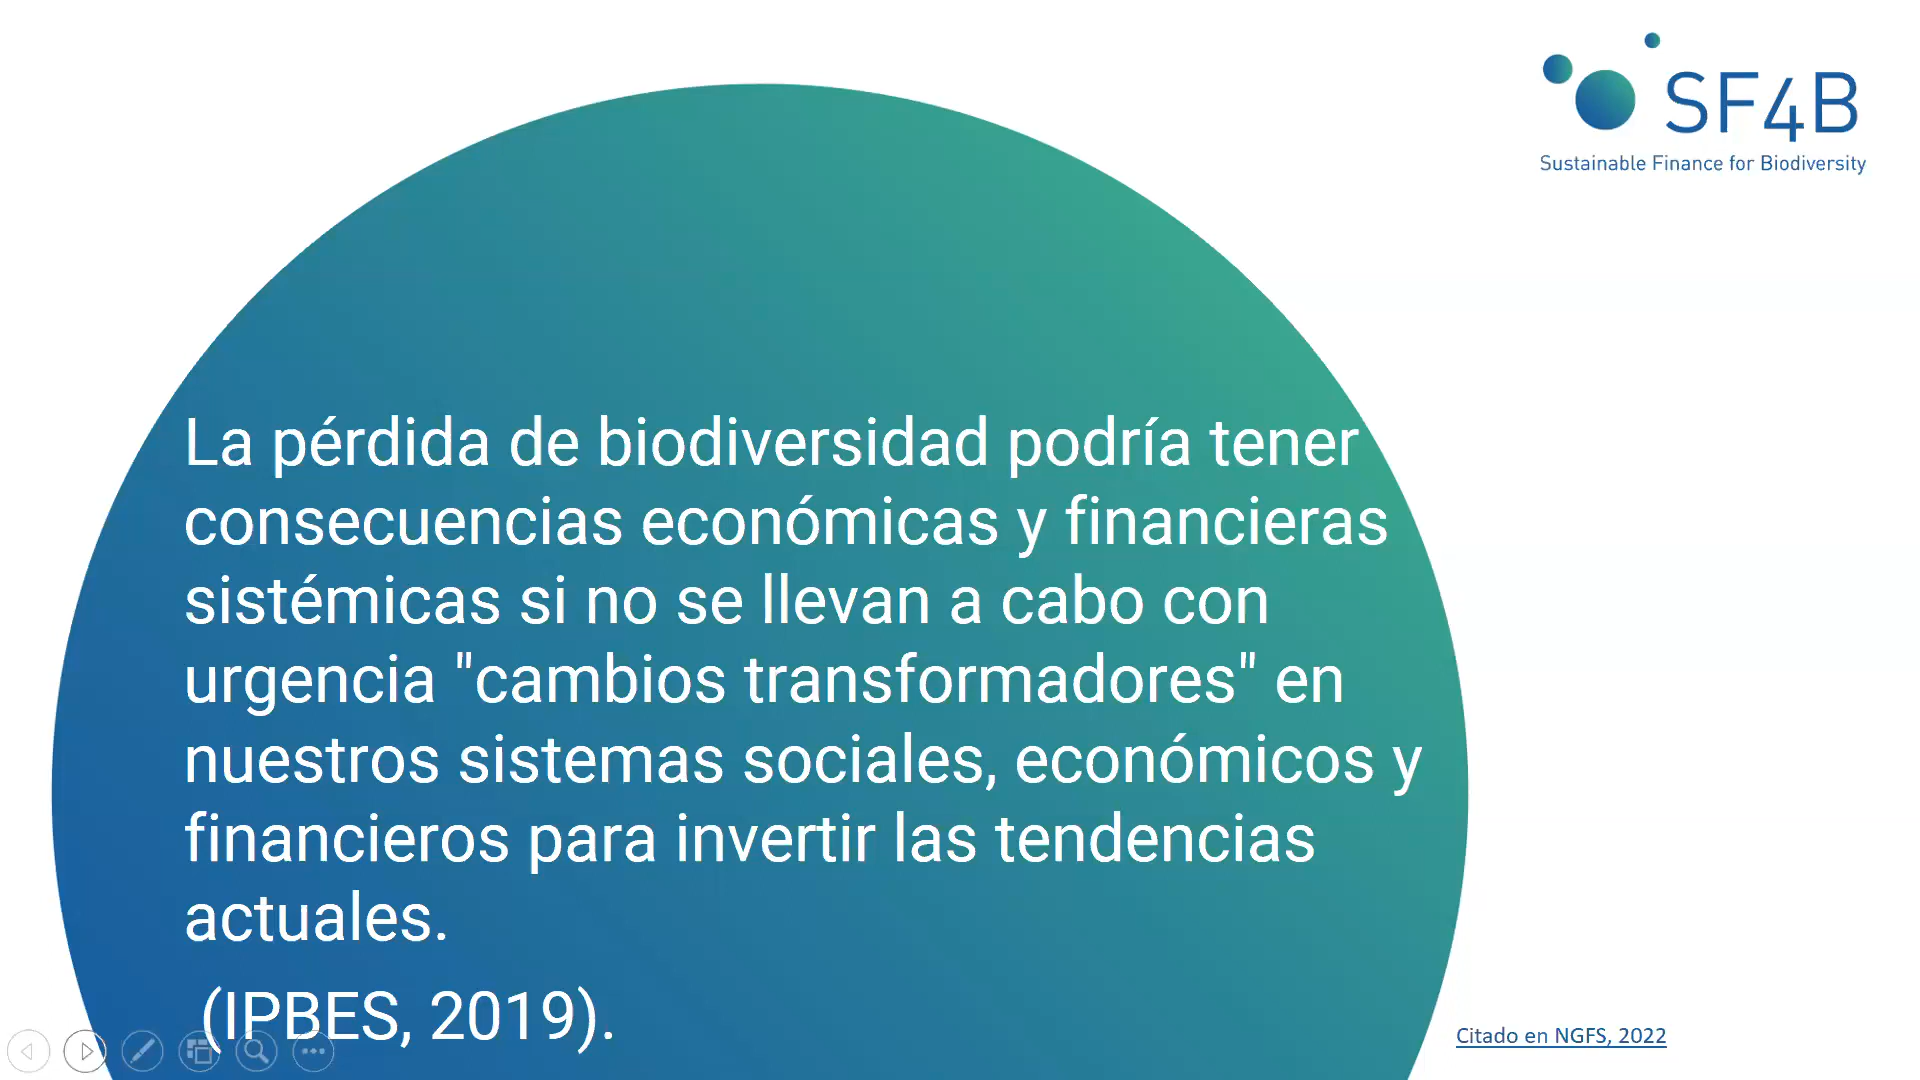 SF4B
Sustainable Finance for Biodiversity
La pérdida de biodiversidad podría tener
consecuencias económicas y financieras
sistémicas si no se llevan a cabo con
urgencia "cambios transformadores" en
nuestros sistemas sociales, económicos y
financieros para invertir las tendencias
actuales.
(IPBES, 2019).
Citado en NGFS, 2022